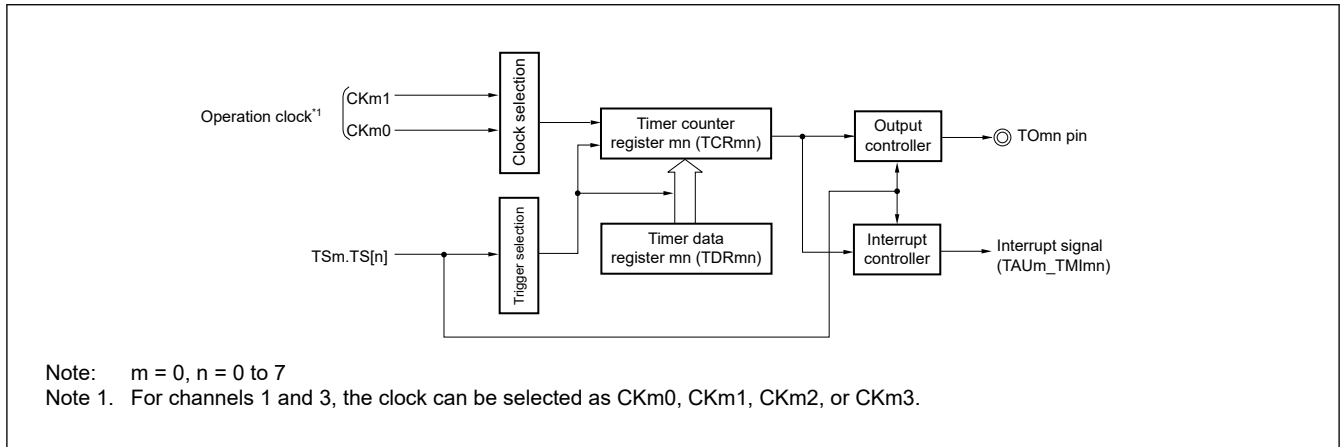 Operation clock*1
CKm1
CKm0
Clock selection
Timer counter
register mn (TCRmn)
Output
controller
TOmn pin
TSm.TS[n]
Trigger selection
Timer data
register mn (TDRmn)
Interrupt
controller
Interrupt signal
(TAUm_TMImn)
Note: m = 0, n = 0 to 7
Note 1. For channels 1 and 3, the clock can be selected as CKm0, CKm1, CKm2, or CKm3.